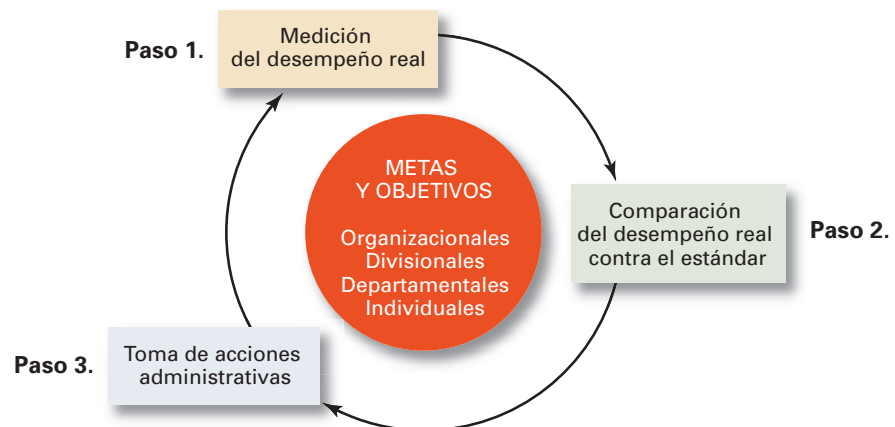 Paso 1.
Medición
del desempeño real
METAS
Y OBJETIVOS
Organizacionales
Divisionales
Departamentales
Individuales
Comparación
del desempeño real
contra el estándar
Paso 2.
Paso 3.
Toma de acciones
administrativas